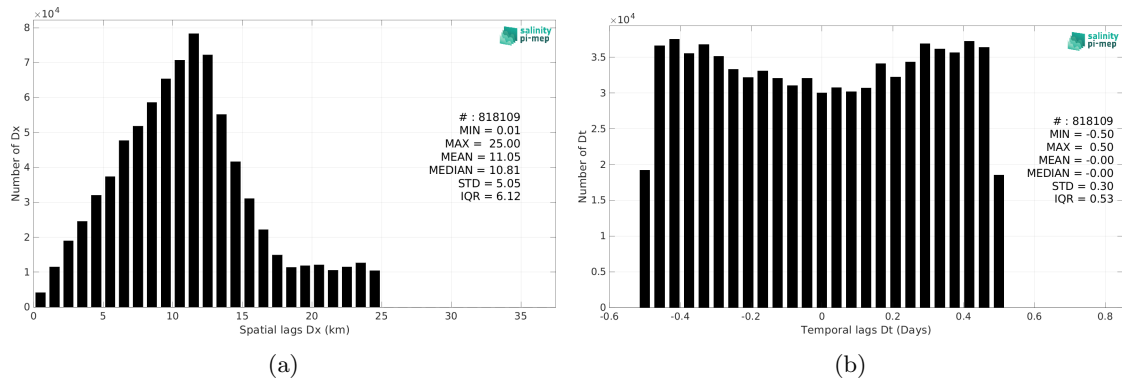 ×10⁴
8
7
6
5
4
3
2
1
0
Number of Dx
salinity
pi-mep
# : 818109
MIN = 0.01
MAX = 25.00
MEAN = 11.05
MEDIAN = 10.81
STD = 5.05
IQR = 6.12
0 5 10 15 20 25 30 35
Spatial lags Dx (km)
(a)
×10⁴
3.5
3
2.5
2
1.5
1
0.5
0
Number of Dt
salinity
pi-mep
# : 818109
MIN = -0.50
MAX = 0.50
MEAN = -0.00
MEDIAN = -0.00
STD = 0.30
IQR = 0.53
-0.6 -0.4 -0.2 0 0.2 0.4 0.6 0.8
Temporal lags Dt (Days)
(b)